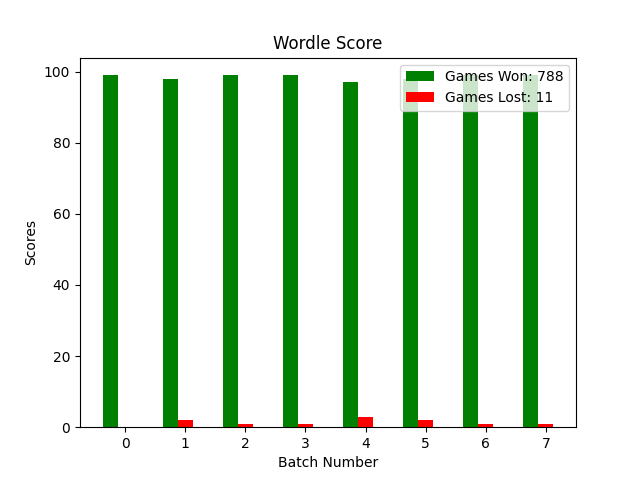 Wordle Score
Games Won: 788
Games Lost: 11
100
80
60
40
20
0
Scores
0 1 2 3 4 5 6 7
Batch Number